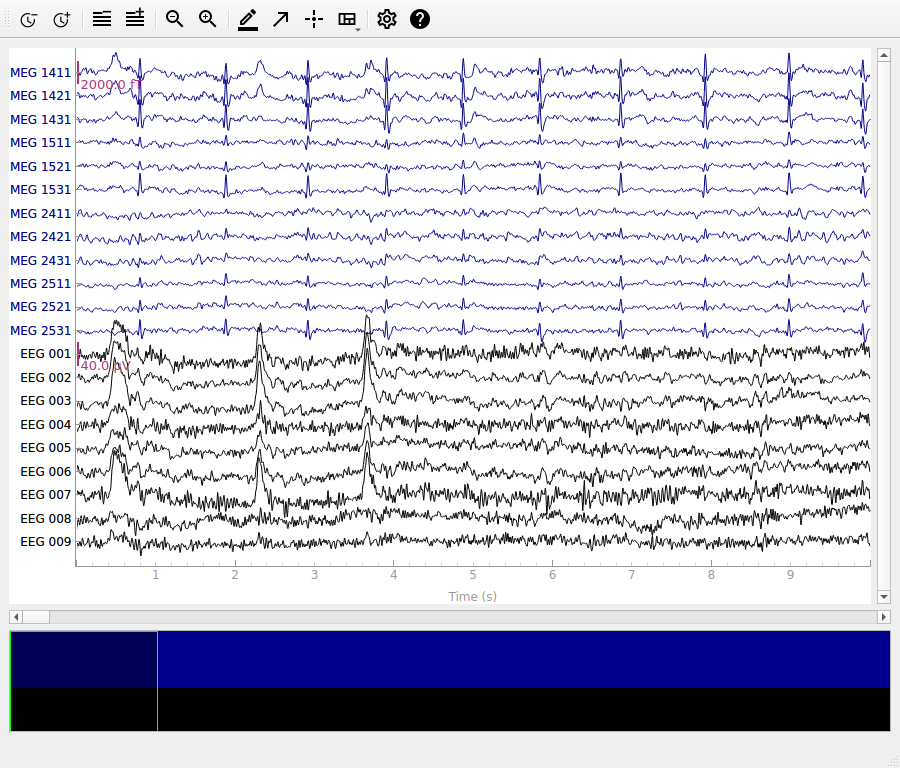 MEG 1411
2000.0 fT
MEG 1421
MEG 1431
MEG 1511
MEG 1521
MEG 1531
MEG 2411
MEG 2421
MEG 2431
MEG 2511
MEG 2521
MEG 2531
EEG 001
40.0 µV
EEG 002
EEG 003
EEG 004
EEG 005
EEG 006
EEG 007
EEG 008
EEG 009
1 2 3 4 5 6 7 8 9
Time (s)